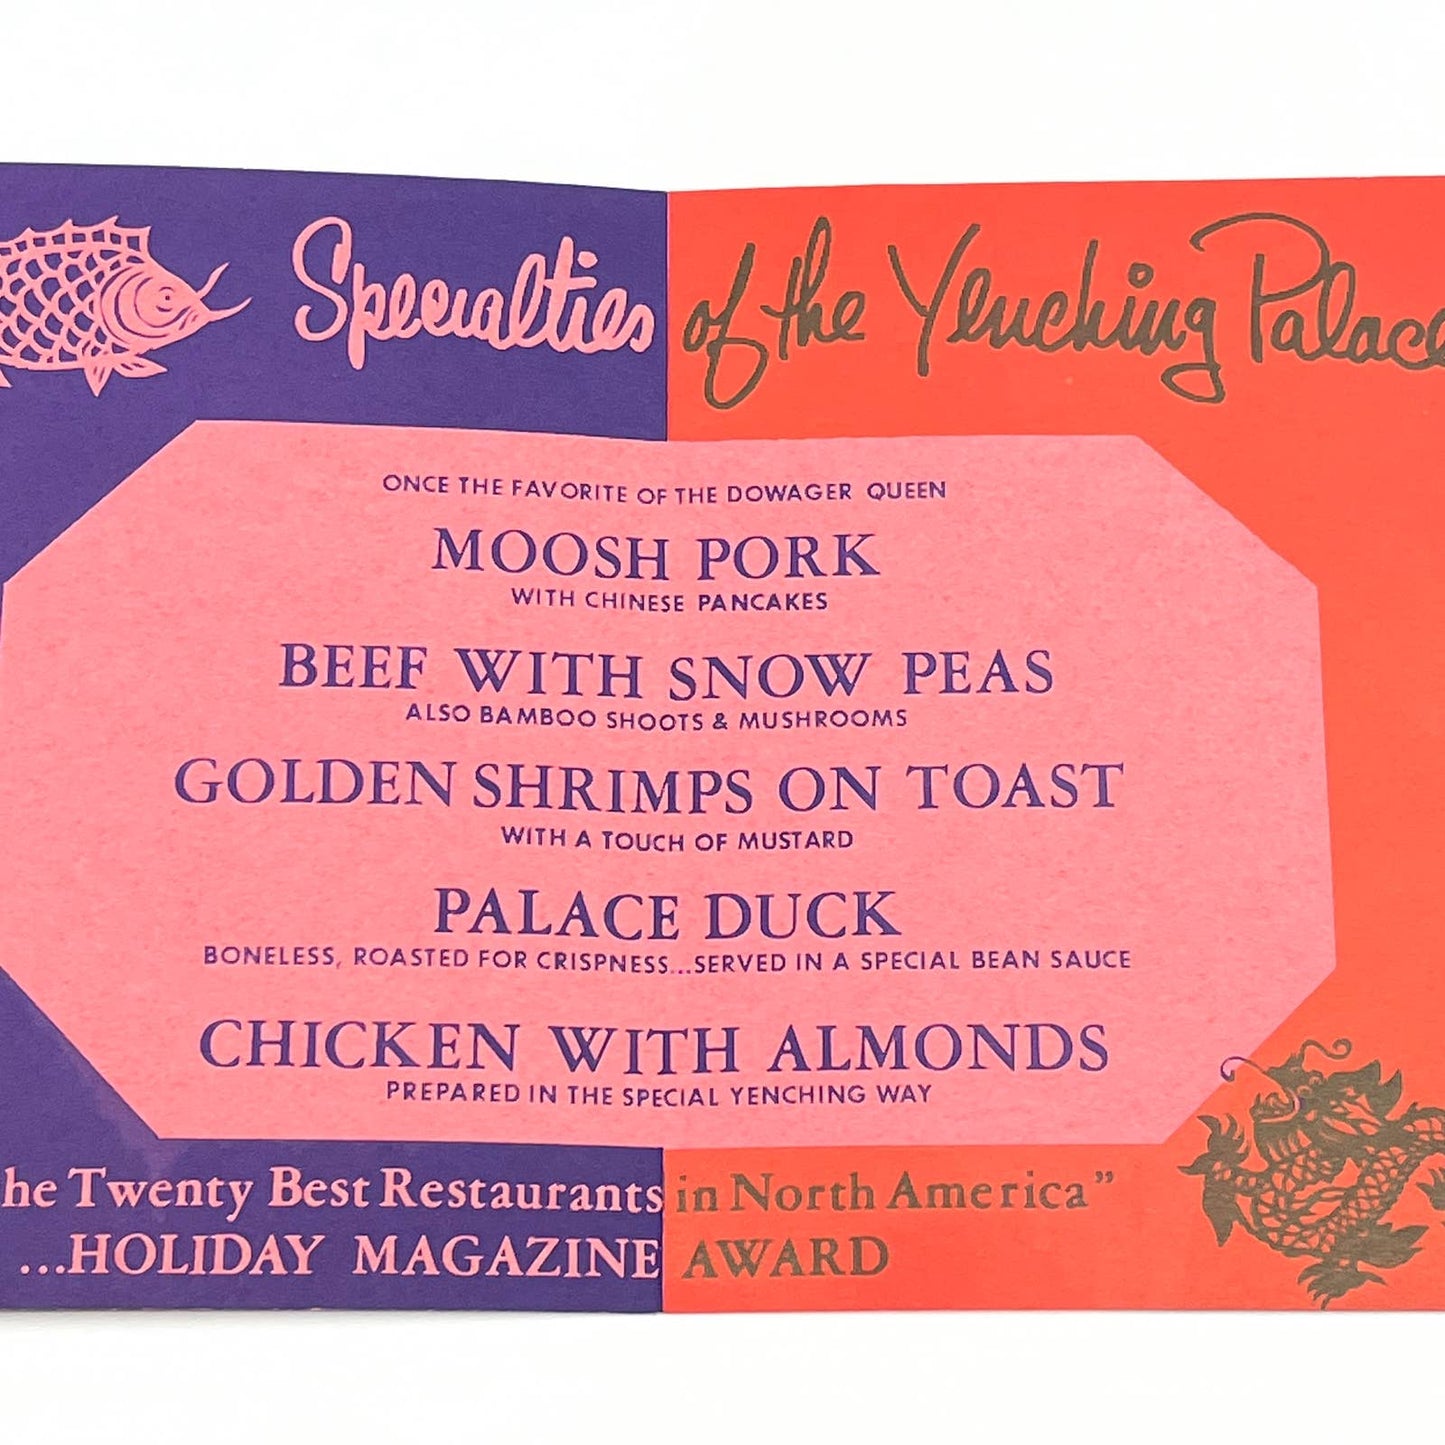 Specialties of the Yenching Palace
ONCE THE FAVORITE OF THE DOWAGER QUEEN
MOOSH PORK
WITH CHINESE PANCAKES
BEEF WITH SNOW PEAS
ALSO BAMBOO SHOOTS & MUSHROOMS
GOLDEN SHRIMPS ON TOAST
WITH A TOUCH OF MUSTARD
PALACE DUCK
BONELESS, ROASTED FOR CRISPNESS...SERVED IN A SPECIAL BEAN SAUCE
CHICKEN WITH ALMONDS
PREPARED IN THE SPECIAL YENCHING WAY
he Twenty Best Restaurants in North America”
...HOLIDAY MAGAZINE AWARD